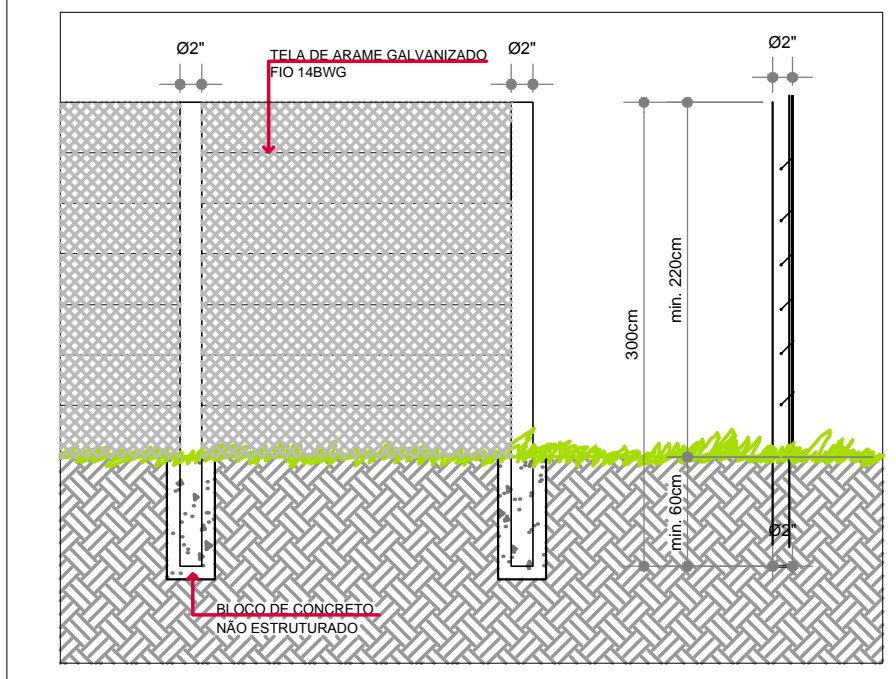 Ø2"
TELA DE ARAME GALVANIZADO
FIO 14BWG
Ø2"
Ø2"
300cm
min. 220cm
min. 60cm
Ø2"
BLOCO DE CONCRETO
NÃO ESTRUTURADO